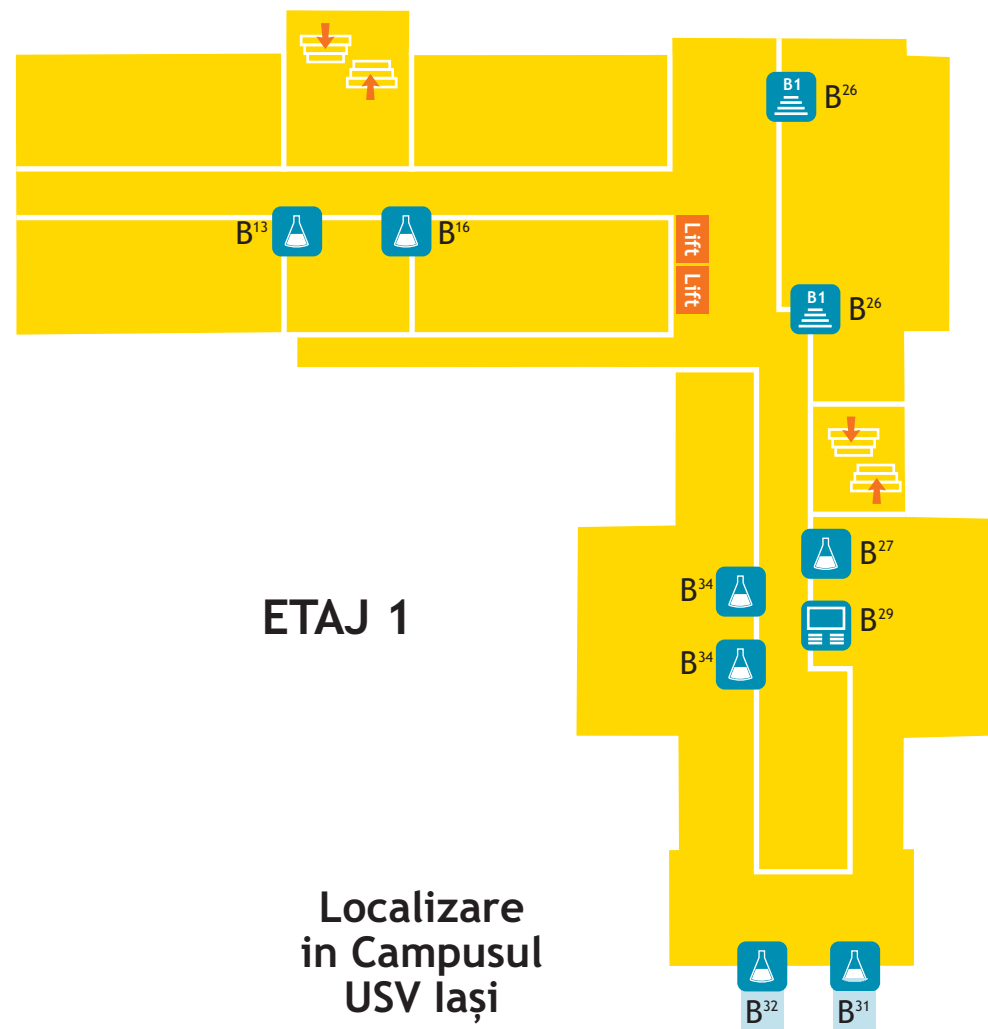 B1 B²⁶
B¹³ B¹⁶
Lift
Lift
B1 B²⁶
B²⁷
B³⁴
B²⁹
B³⁴
ETAJ 1
Localizare
in Campusul
USV Iași
B³² B³¹